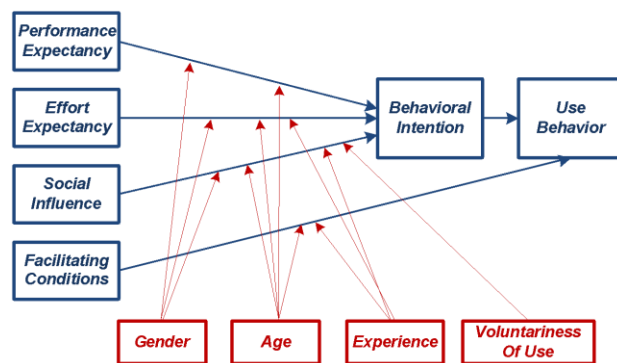 Performance
Expectancy
Effort
Expectancy
Social
Influence
Facilitating
Conditions
Behavioral
Intention
Use
Behavior
Gender
Age
Experience
Voluntariness
Of Use